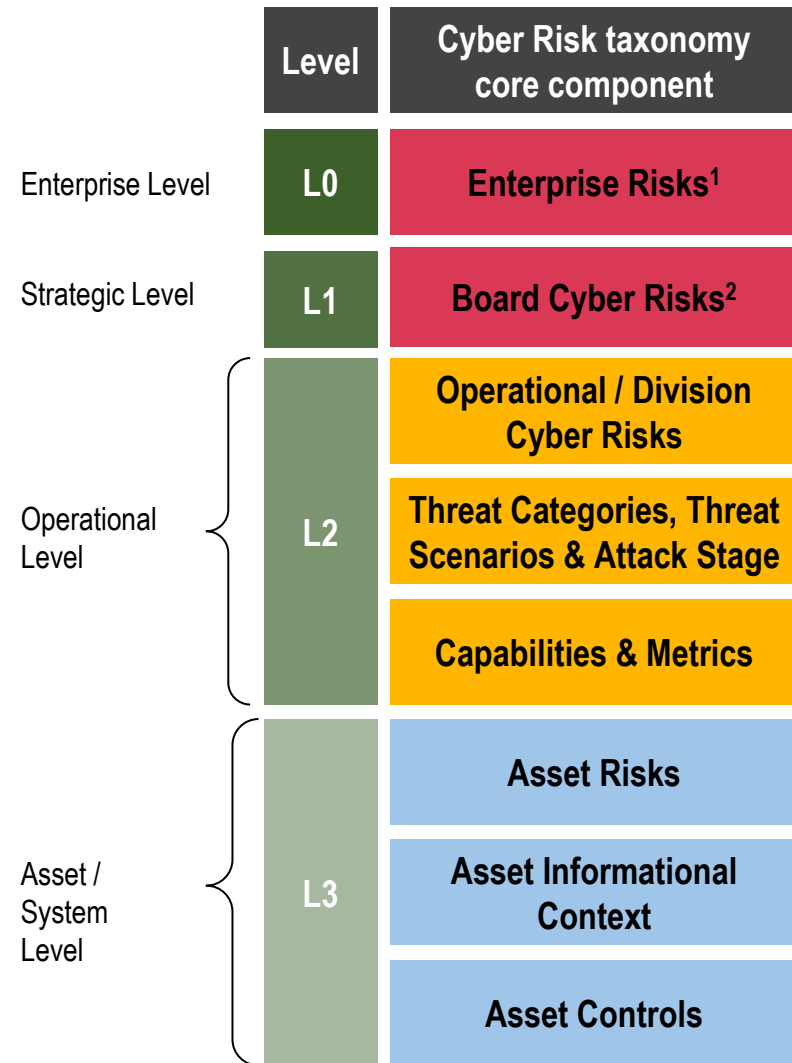 Level
Cyber Risk taxonomy
core component
Enterprise Level
L0
Enterprise Risks¹
Strategic Level
L1
Board Cyber Risks²
Operational
Level
L2
Operational / Division
Cyber Risks
Threat Categories, Threat
Scenarios & Attack Stage
Capabilities & Metrics
Asset /
System
Level
L3
Asset Risks
Asset Informational
Context
Asset Controls